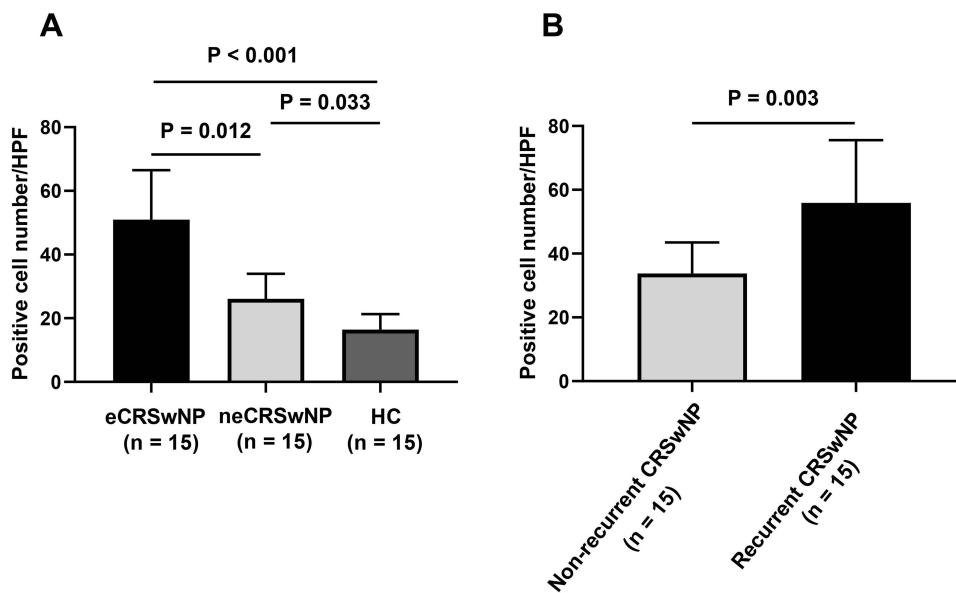 A
P < 0.001
P = 0.033
P = 0.012
Positive cell number/HPF
80
60
40
20
0
eCRSwNP
(n = 15)
neCRSwNP
(n = 15)
HC
(n = 15)
B
P = 0.003
Positive cell number/HPF
80
60
40
20
0
Non-recurrent CRSwNP
(n = 15)
Recurrent CRSwNP
(n = 15)